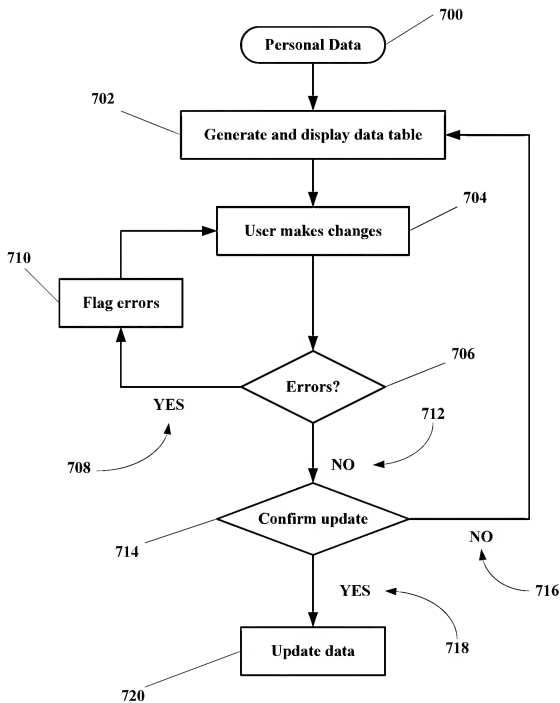 700
Personal Data
702
Generate and display data table
704
User makes changes
710
Flag errors
706
Errors?
YES
708
712
NO
Confirm update
714
NO
716
YES
718
Update data
720